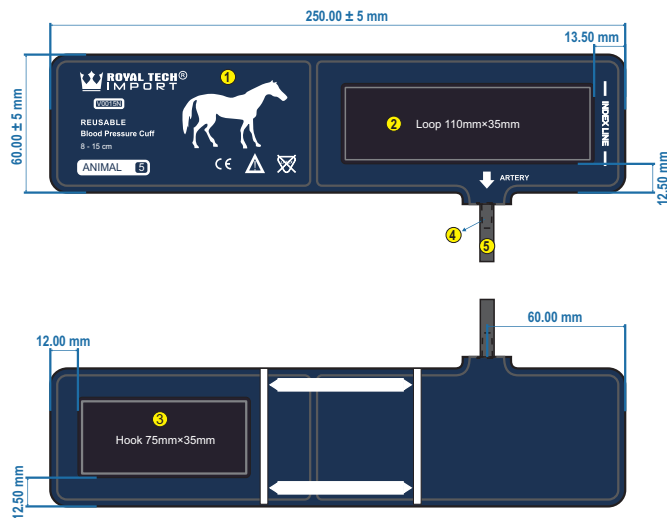 250.00 ± 5 mm
13.50 mm
60.00 ± 5 mm
ROYAL TECH®
IMPORT
V0015N
REUSABLE
Blood Pressure Cuff
8 - 15 cm
ANIMAL 5
1
CE
2 Loop 110mm×35mm
INDEX LINE
ARTERY
12.50 mm
4
5
60.00 mm
12.00 mm
3
Hook 75mm×35mm
12.50 mm